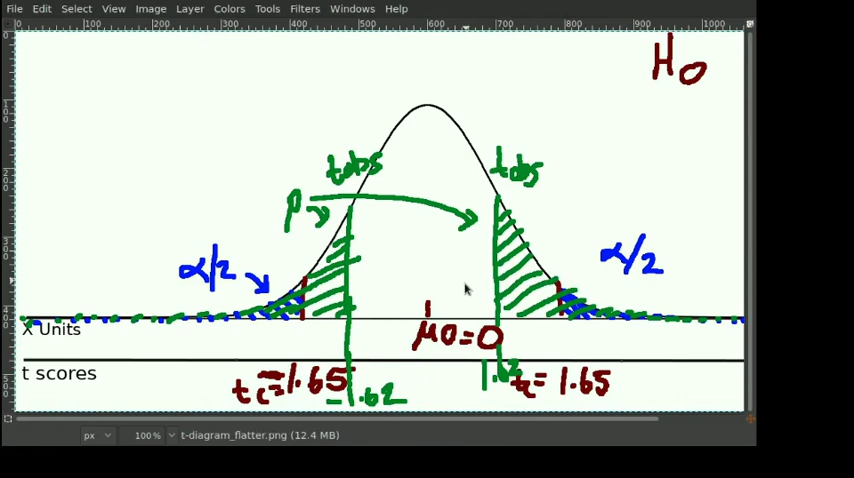 File Edit Select View Image Layer Colors Tools Filters Windows Help
0 100 200 300 400 500 600 700 800 900 1000
H0
tobs tobs
p
α/2 α/2
X Units
μ0=0
t scores
tc=-1.65 -1.62 1.62 tc= 1.65
px 100% t-diagram_flatter.png (12.4 MB)